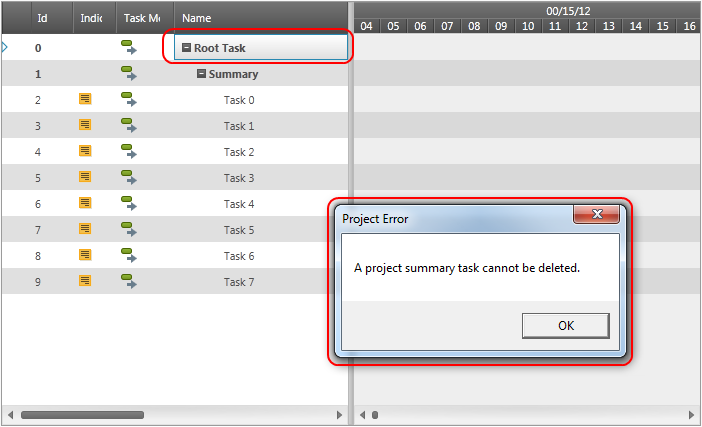 00/15/12
Id Indic Task Mo Name 04 05 06 07 08 09 10 11 12 13 14 15 16
0 Root Task
1 Summary
2 Task 0
3 Task 1
4 Task 2
5 Task 3
6 Task 4
7 Task 5
8 Task 6
9 Task 7
Project Error
A project summary task cannot be deleted.
OK